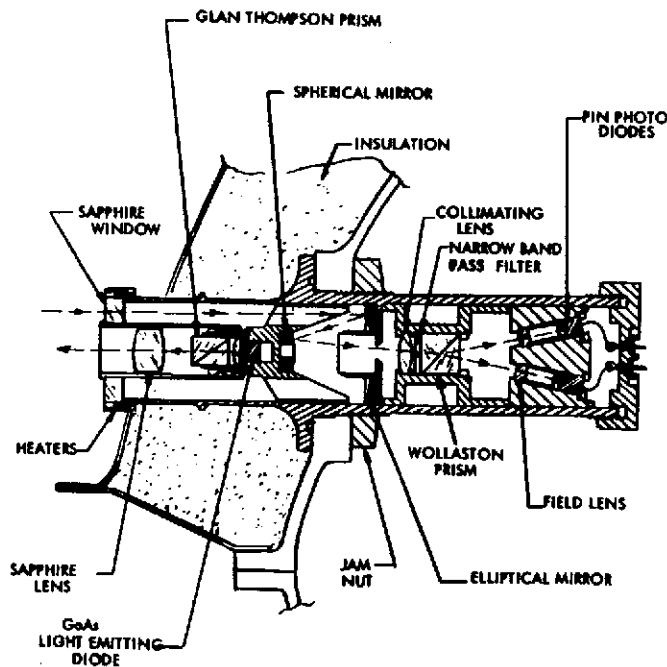 GLAN THOMPSON PRISM
SPHERICAL MIRROR
PIN PHOTO
DIODES
INSULATION
SAPPHIRE
WINDOW
COLLIMATING
LENS
NARROW BAND
PASS FILTER
HEATERS
WOLLASTON
PRISM
FIELD LENS
SAPPHIRE
LENS
JAM
NUT
ELLIPTICAL MIRROR
GaAs
LIGHT EMITTING
DIODE